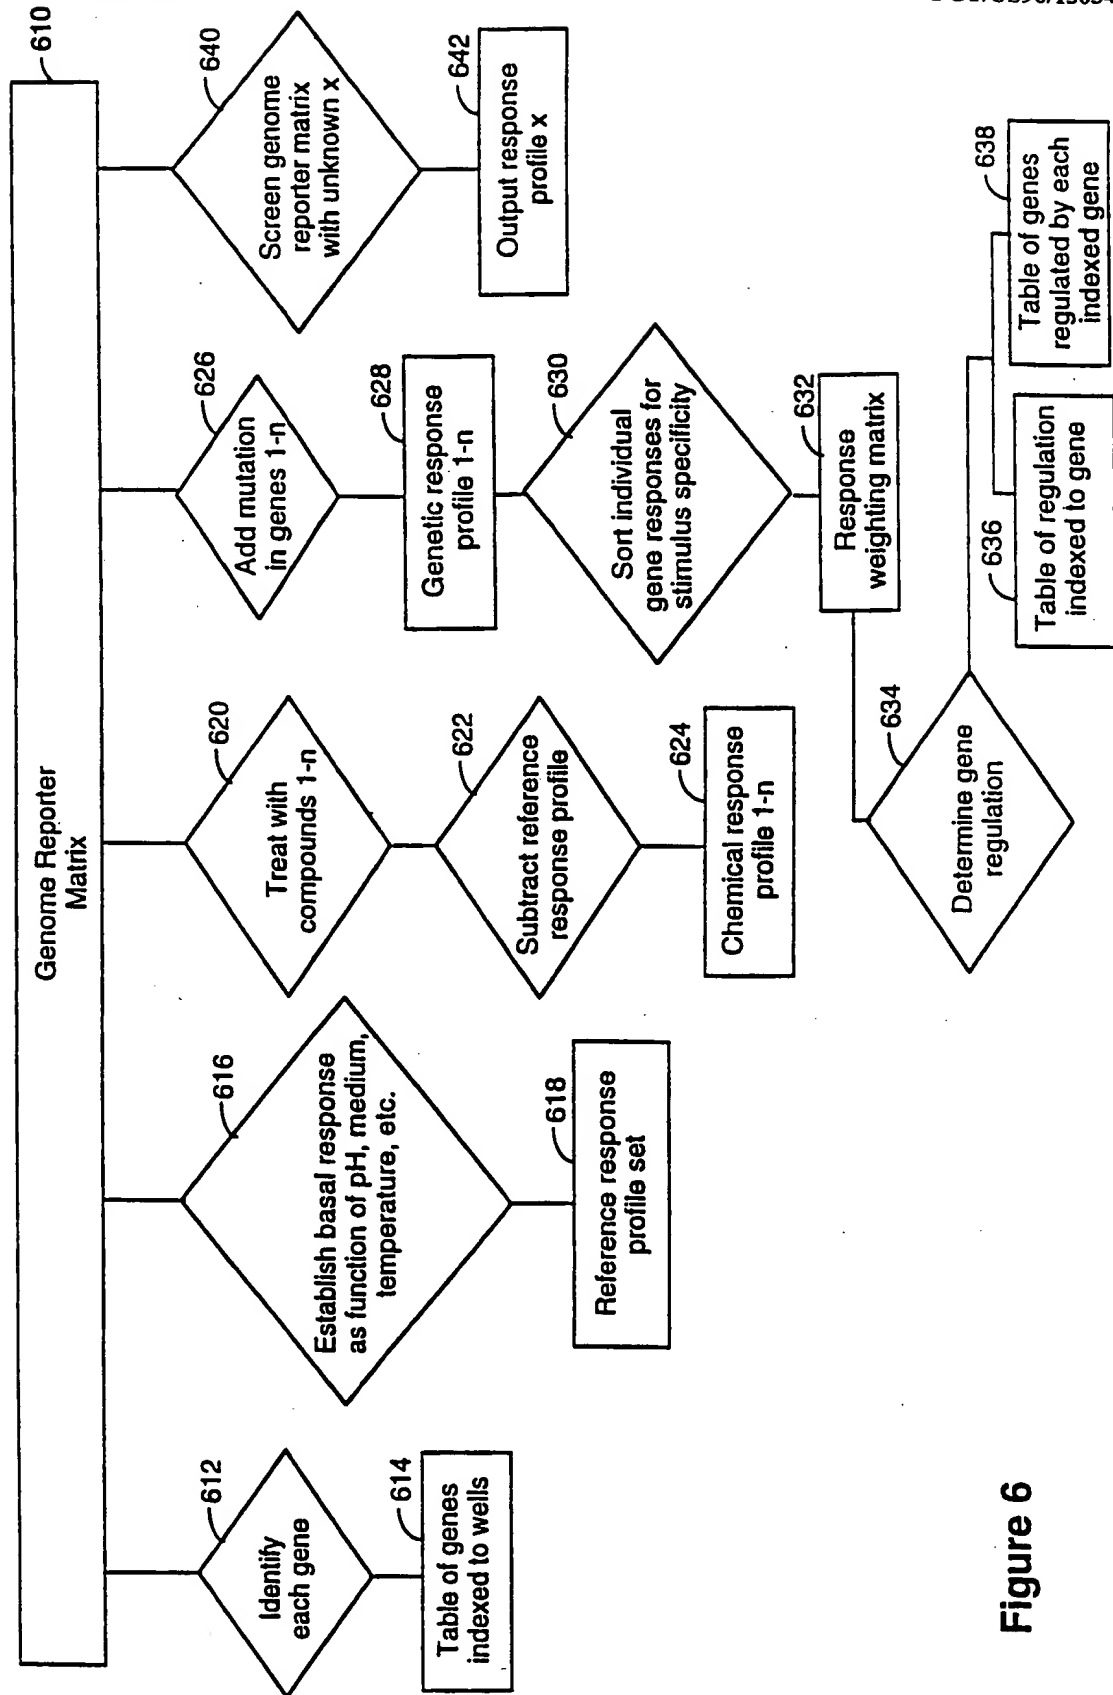 Genome Reporter
Matrix
610
Identify
each gene
612
Table of genes
indexed to wells
614
Establish basal response
as function of pH, medium,
temperature, etc.
616
Reference response
profile set
618
Treat with
compounds 1-n
620
Subtract reference
response profile
622
Chemical response
profile 1-n
624
Add mutation
in genes 1-n
626
Genetic response
profile 1-n
628
Sort individual
gene responses for
stimulus specificity
630
Response
weighting matrix
632
Determine gene
regulation
634
Table of regulation
indexed to gene
636
Table of genes
regulated by each
indexed gene
638
Screen genome
reporter matrix
with unknown x
640
Output response
profile x
642
Figure 6